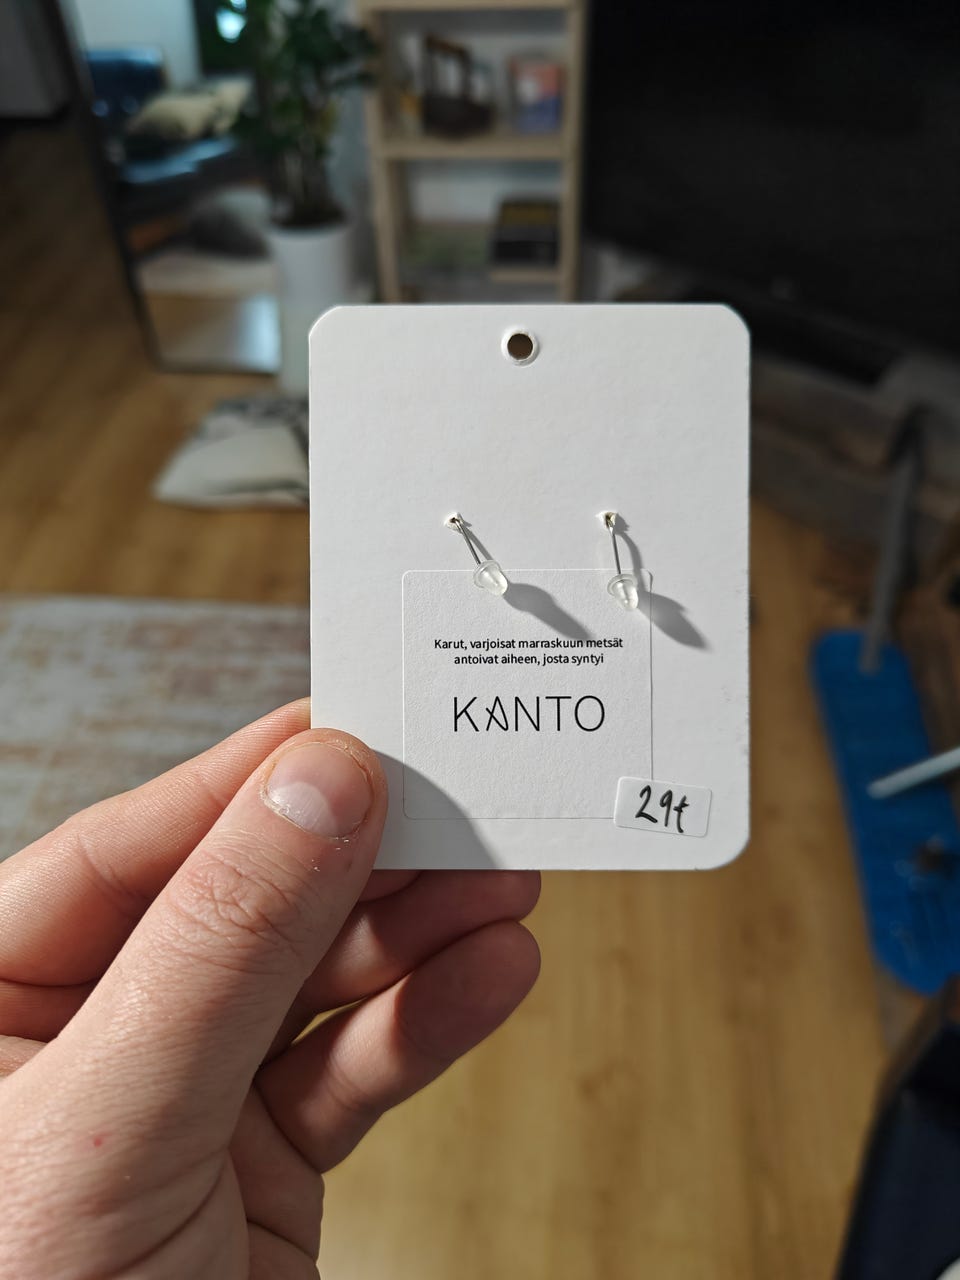 Karut, varjoisat marraskuun metsät
antoivat aiheen, josta syntyi
KANTO
29€